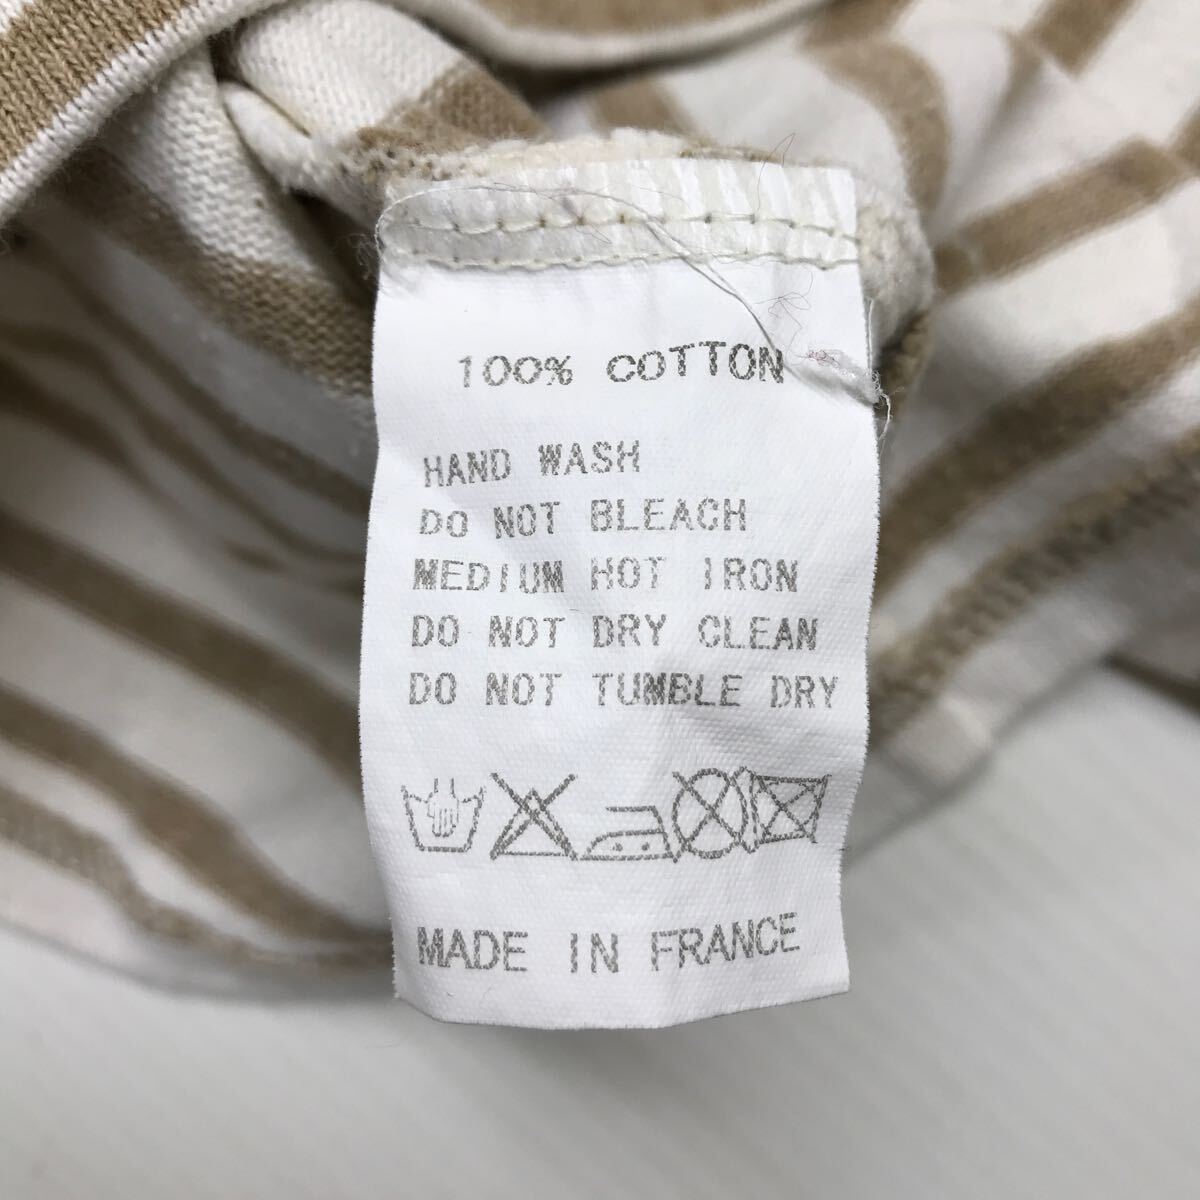 100% COTTON
HAND WASH
DO NOT BLEACH
MEDIUM HOT IRON
DO NOT DRY CLEAN
DO NOT TUMBLE DRY
MADE IN FRANCE